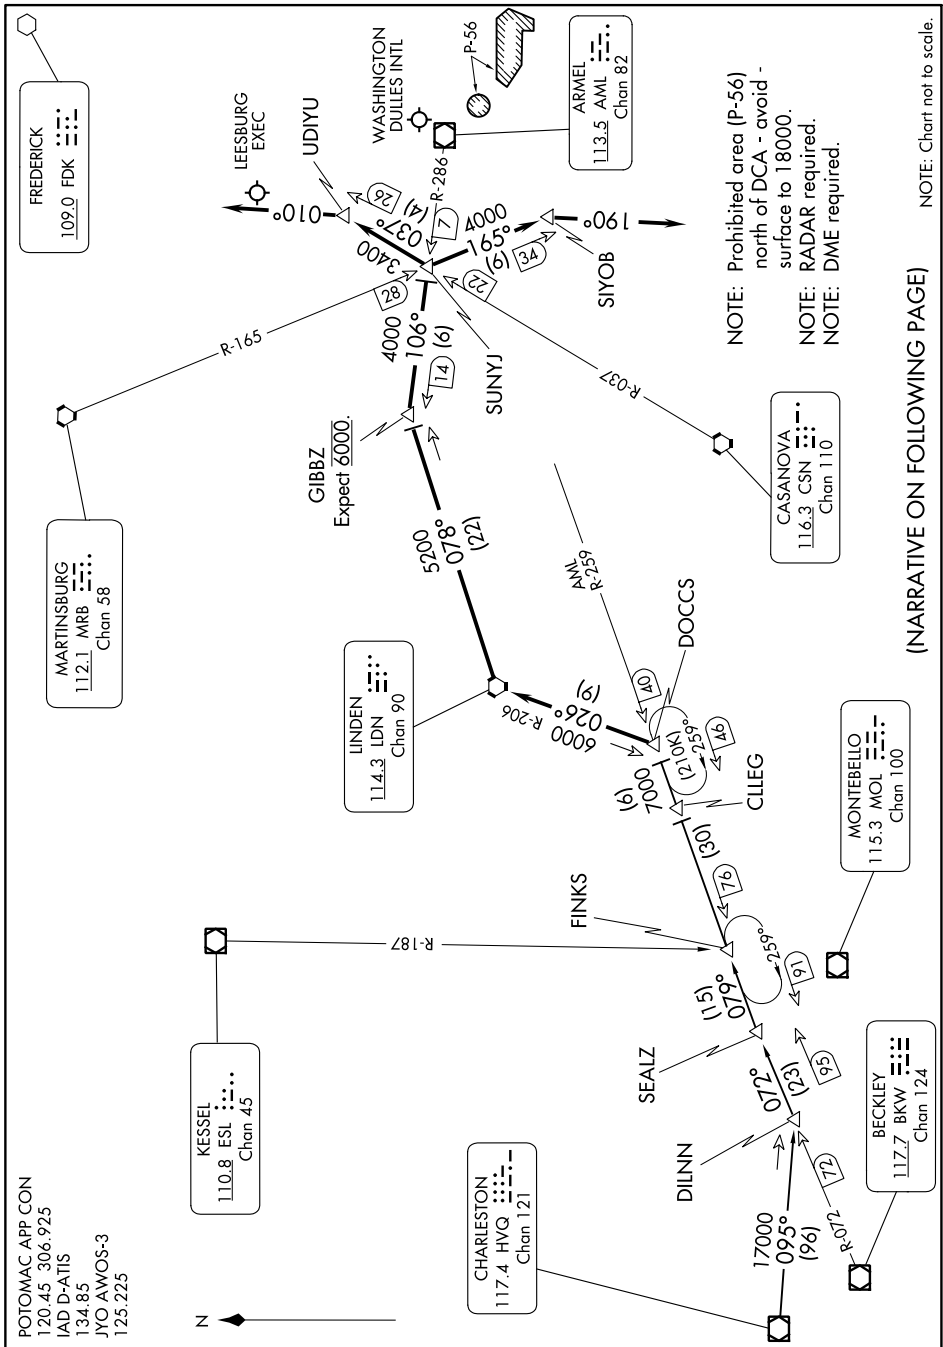 POTOMAC APP CON
120.45 306.925
IAD D-ATIS
134.85
JYO AWOS-3
125.225
N
KESSEL
110.8 ESL
Chan 45
R-187
CHARLESTON
117.4 HVQ
Chan 121
17000
095°
(96)
BECKLEY
117.7 BKW
Chan 124
R-072
72
DILNN
072°
(23)
95
SEALZ
(15)
079°
91
FINKS
259°
76
(30)
MONTEBELLO
115.3 MOL
Chan 100
CLLEG
(6)
7000
(210K)
259°
46
40
DOCCS
AML
R-259
6000
026°
(9)
R-206
LINDEN
114.3 LDN
Chan 90
5200
078°
(22)
GIBBZ
Expect 6000.
14
4000
106°
(6)
SUNYJ
MARTINSBURG
112.1 MRB
Chan 58
R-165
28
FREDERICK
109.0 FDK
CASANOVA
116.3 CSN
Chan 110
R-037
22
3400
037°
(4)
26
UDIYU
010°
LEESBURG
EXEC
WASHINGTON
DULLES INTL
P-56
ARMEL
113.5 AML
Chan 82
R-286
7
4000
165°
(6)
34
SIYOB
190°
NOTE: Prohibited area (P-56)
north of DCA - avoid -
surface to 18000.
NOTE: RADAR required.
NOTE: DME required.
(NARRATIVE ON FOLLOWING PAGE)
NOTE: Chart not to scale.